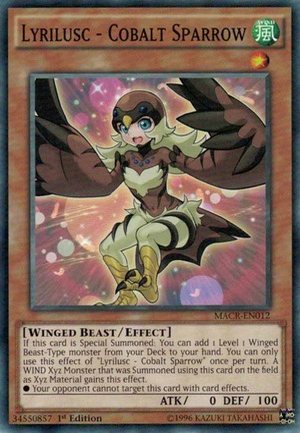 LYRILUSC - COBALT SPARROW
WIND
風
MACR-EN012
[WINGED BEAST/EFFECT]
If this card is Special Summoned: You can add 1 Level 1 Winged
Beast-Type monster from your Deck to your hand. You can only
use this effect of "Lyrilusc - Cobalt Sparrow" once per turn. A
WIND Xyz Monster that was Summoned using this card on the field
as Xyz Material gains this effect.
● Your opponent cannot target this card with card effects.
ATK/ 0 DEF/ 100
34550857 1st Edition ©1996 KAZUKI TAKAHASHI